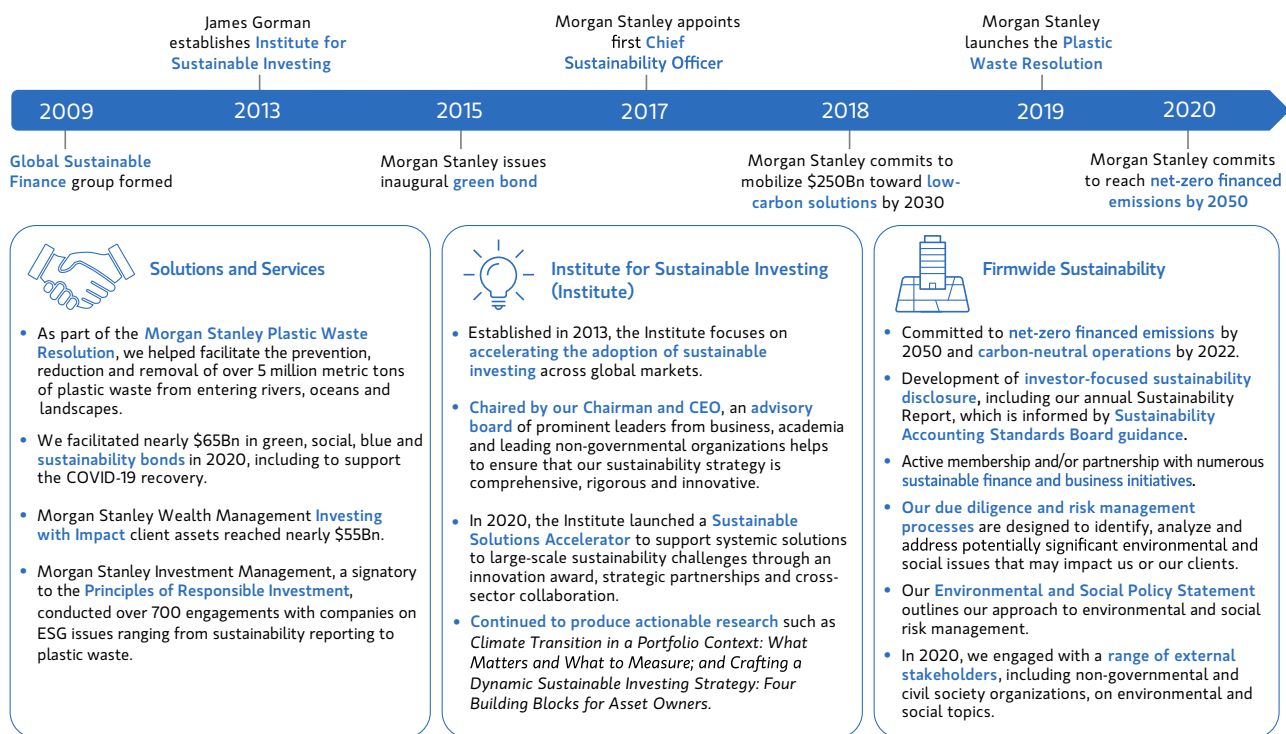 James Gorman
establishes Institute for
Sustainable Investing
Morgan Stanley appoints
first Chief
Sustainability Officer
Morgan Stanley
launches the Plastic
Waste Resolution
2009
2013
2015
2017
2018
2019
2020
Global Sustainable
Finance group formed
Morgan Stanley issues
inaugural green bond
Morgan Stanley commits to
mobilize $250Bn toward low-
carbon solutions by 2030
Morgan Stanley commits
to reach net-zero financed
emissions by 2050
Solutions and Services
• As part of the Morgan Stanley Plastic Waste
Resolution, we helped facilitate the prevention,
reduction and removal of over 5 million metric tons
of plastic waste from entering rivers, oceans and
landscapes.
• We facilitated nearly $65Bn in green, social, blue and
sustainability bonds in 2020, including to support
the COVID-19 recovery.
• Morgan Stanley Wealth Management Investing
with Impact client assets reached nearly $55Bn.
• Morgan Stanley Investment Management, a signatory
to the Principles of Responsible Investment,
conducted over 700 engagements with companies on
ESG issues ranging from sustainability reporting to
plastic waste.
Institute for Sustainable Investing
(Institute)
• Established in 2013, the Institute focuses on
accelerating the adoption of sustainable
investing across global markets.
• Chaired by our Chairman and CEO, an advisory
board of prominent leaders from business, academia
and leading non-governmental organizations helps
to ensure that our sustainability strategy is
comprehensive, rigorous and innovative.
• In 2020, the Institute launched a Sustainable
Solutions Accelerator to support systemic solutions
to large-scale sustainability challenges through an
innovation award, strategic partnerships and cross-
sector collaboration.
• Continued to produce actionable research such as
Climate Transition in a Portfolio Context: What
Matters and What to Measure; and Crafting a
Dynamic Sustainable Investing Strategy: Four
Building Blocks for Asset Owners.
Firmwide Sustainability
• Committed to net-zero financed emissions by
2050 and carbon-neutral operations by 2022.
• Development of investor-focused sustainability
disclosure, including our annual Sustainability
Report, which is informed by Sustainability
Accounting Standards Board guidance.
• Active membership and/or partnership with numerous
sustainable finance and business initiatives.
• Our due diligence and risk management
processes are designed to identify, analyze and
address potentially significant environmental and
social issues that may impact us or our clients.
• Our Environmental and Social Policy Statement
outlines our approach to environmental and social
risk management.
• In 2020, we engaged with a range of external
stakeholders, including non-governmental and
civil society organizations, on environmental and
social topics.